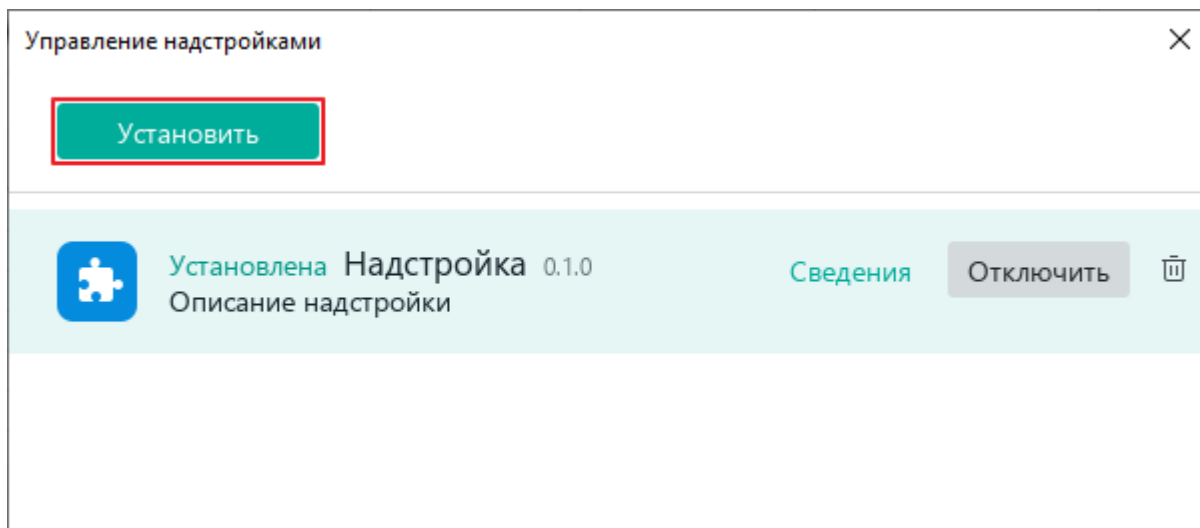 Управление надстройками
Установить
Установлена Надстройка 0.1.0 Сведения Отключить
Описание надстройки